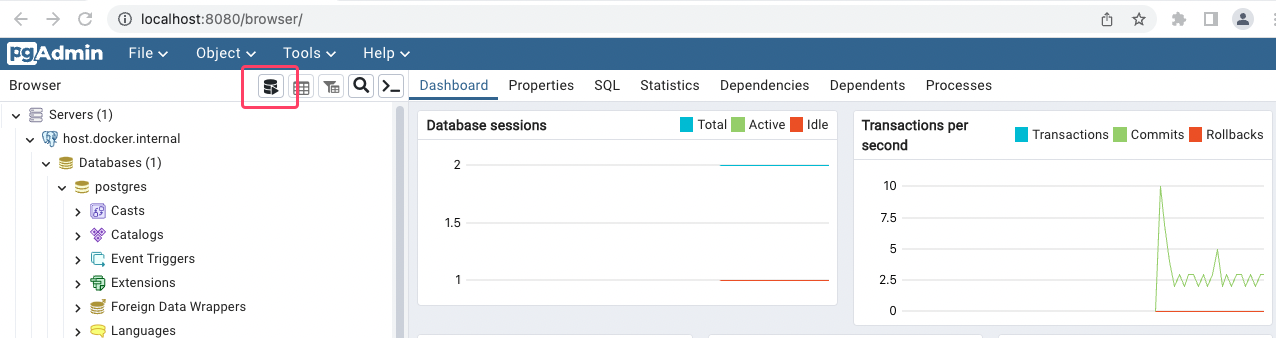 localhost:8080/browser/
pgAdmin File Object Tools Help
Browser
Dashboard Properties SQL Statistics Dependencies Dependents Processes
Servers (1)
host.docker.internal
Databases (1)
postgres
Casts
Catalogs
Event Triggers
Extensions
Foreign Data Wrappers
Languages
Database sessions
Total Active Idle
2
1.5
1
Transactions per
second
Transactions Commits Rollbacks
10
7.5
5
2.5
0